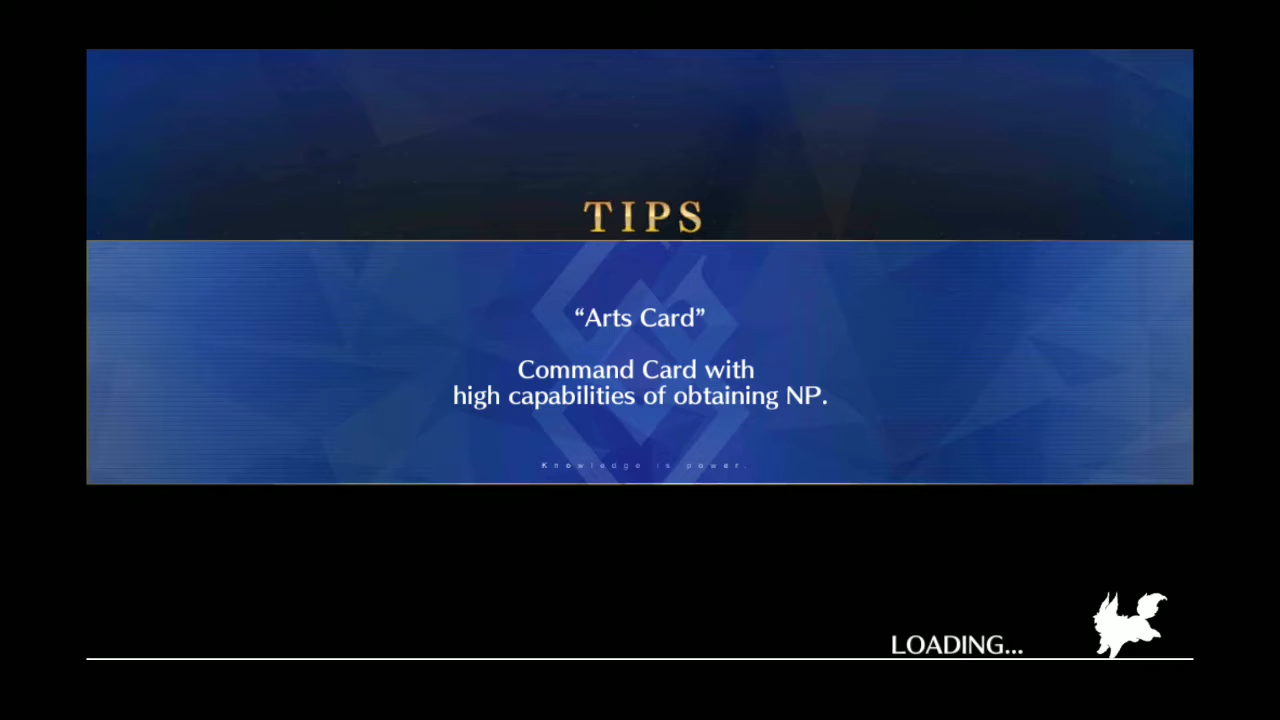 TIPS
“Arts Card”
Command Card with
high capabilities of obtaining NP.
Knowledge is power.
LOADING...